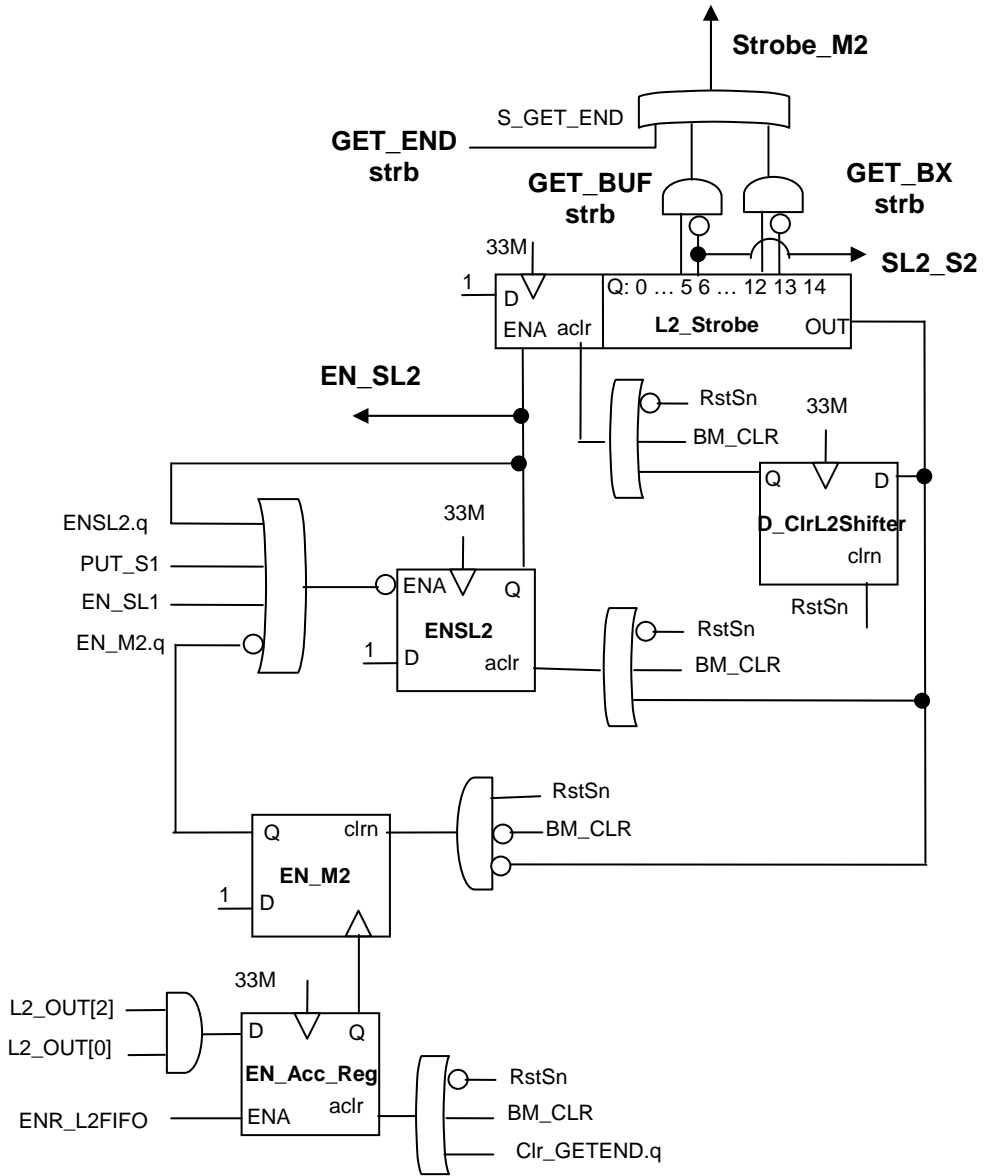 Strobe_M2
S_GET_END
GET_END
strb
GET_BUF
strb
GET_BX
strb
33M
SL2_S2
1
D
Q: 0 … 5 6 … 12 13 14
L2_Strobe
ENA
aclr
OUT
EN_SL2
RstSn
33M
BM_CLR
Q
D
D_ClrL2Shifter
clrn
RstSn
ENSL2.q
33M
PUT_S1
ENA
Q
EN_SL1
ENSL2
RstSn
EN_M2.q
1
D
aclr
BM_CLR
RstSn
Q
clrn
BM_CLR
EN_M2
1
D
33M
L2_OUT[2]
D
Q
L2_OUT[0]
EN_Acc_Reg
RstSn
ENR_L2FIFO
ENA
aclr
BM_CLR
Clr_GETEND.q